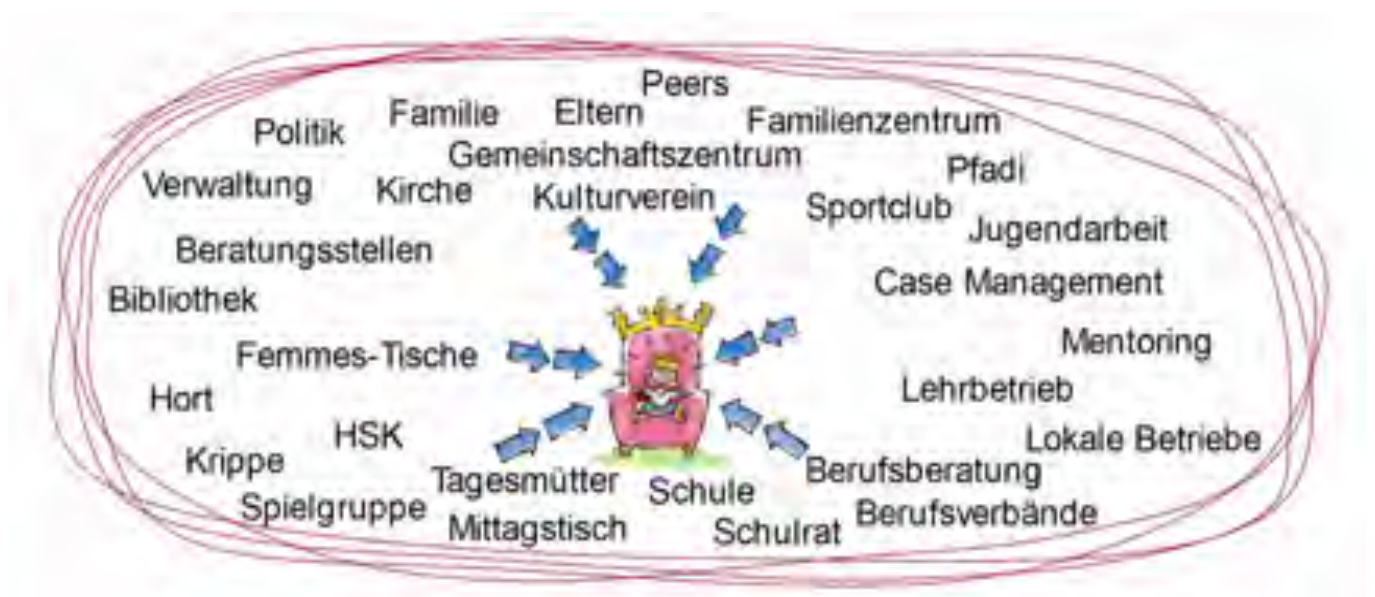 Peers
Familie
Eltern
Familienzentrum
Politik
Gemeinschaftszentrum
Pfadi
Verwaltung
Kirche
Kulturverein
Sportclub
Jugendarbeit
Beratungsstellen
Case Management
Bibliothek
Mentoring
Femmes-Tische
Lehrbetrieb
Hort
HSK
Lokale Betriebe
Krippe
Berufsberatung
Tagesmütter
Schule
Spielgruppe
Berufsverbände
Mittagstisch
Schulrat